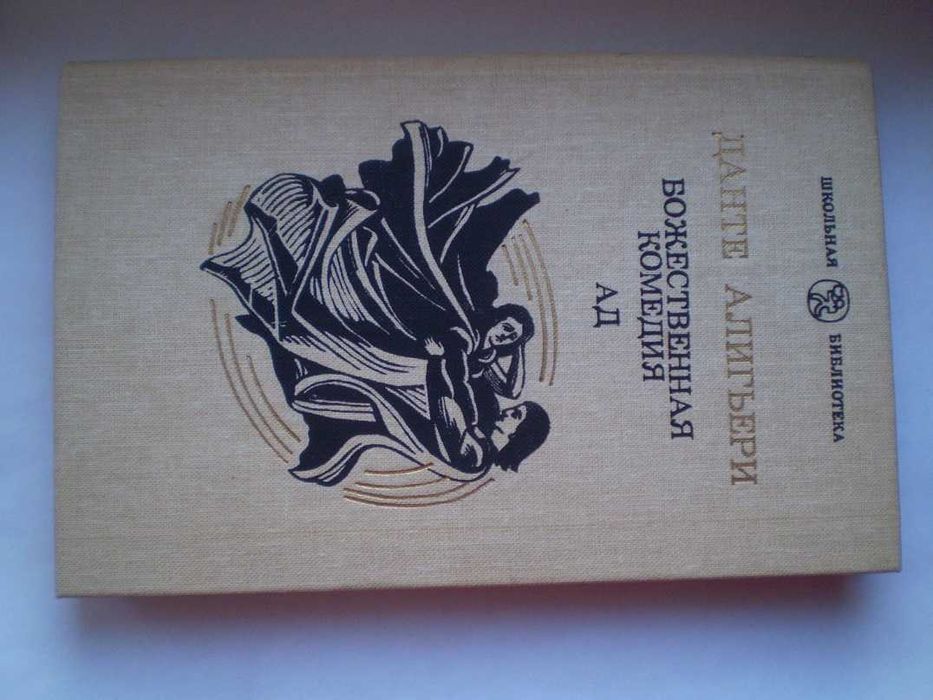 ШКОЛЬНАЯ БИБЛИОТЕКА
ДАНТЕ АЛИГЬЕРИ
БОЖЕСТВЕННАЯ
КОМЕДИЯ
АД